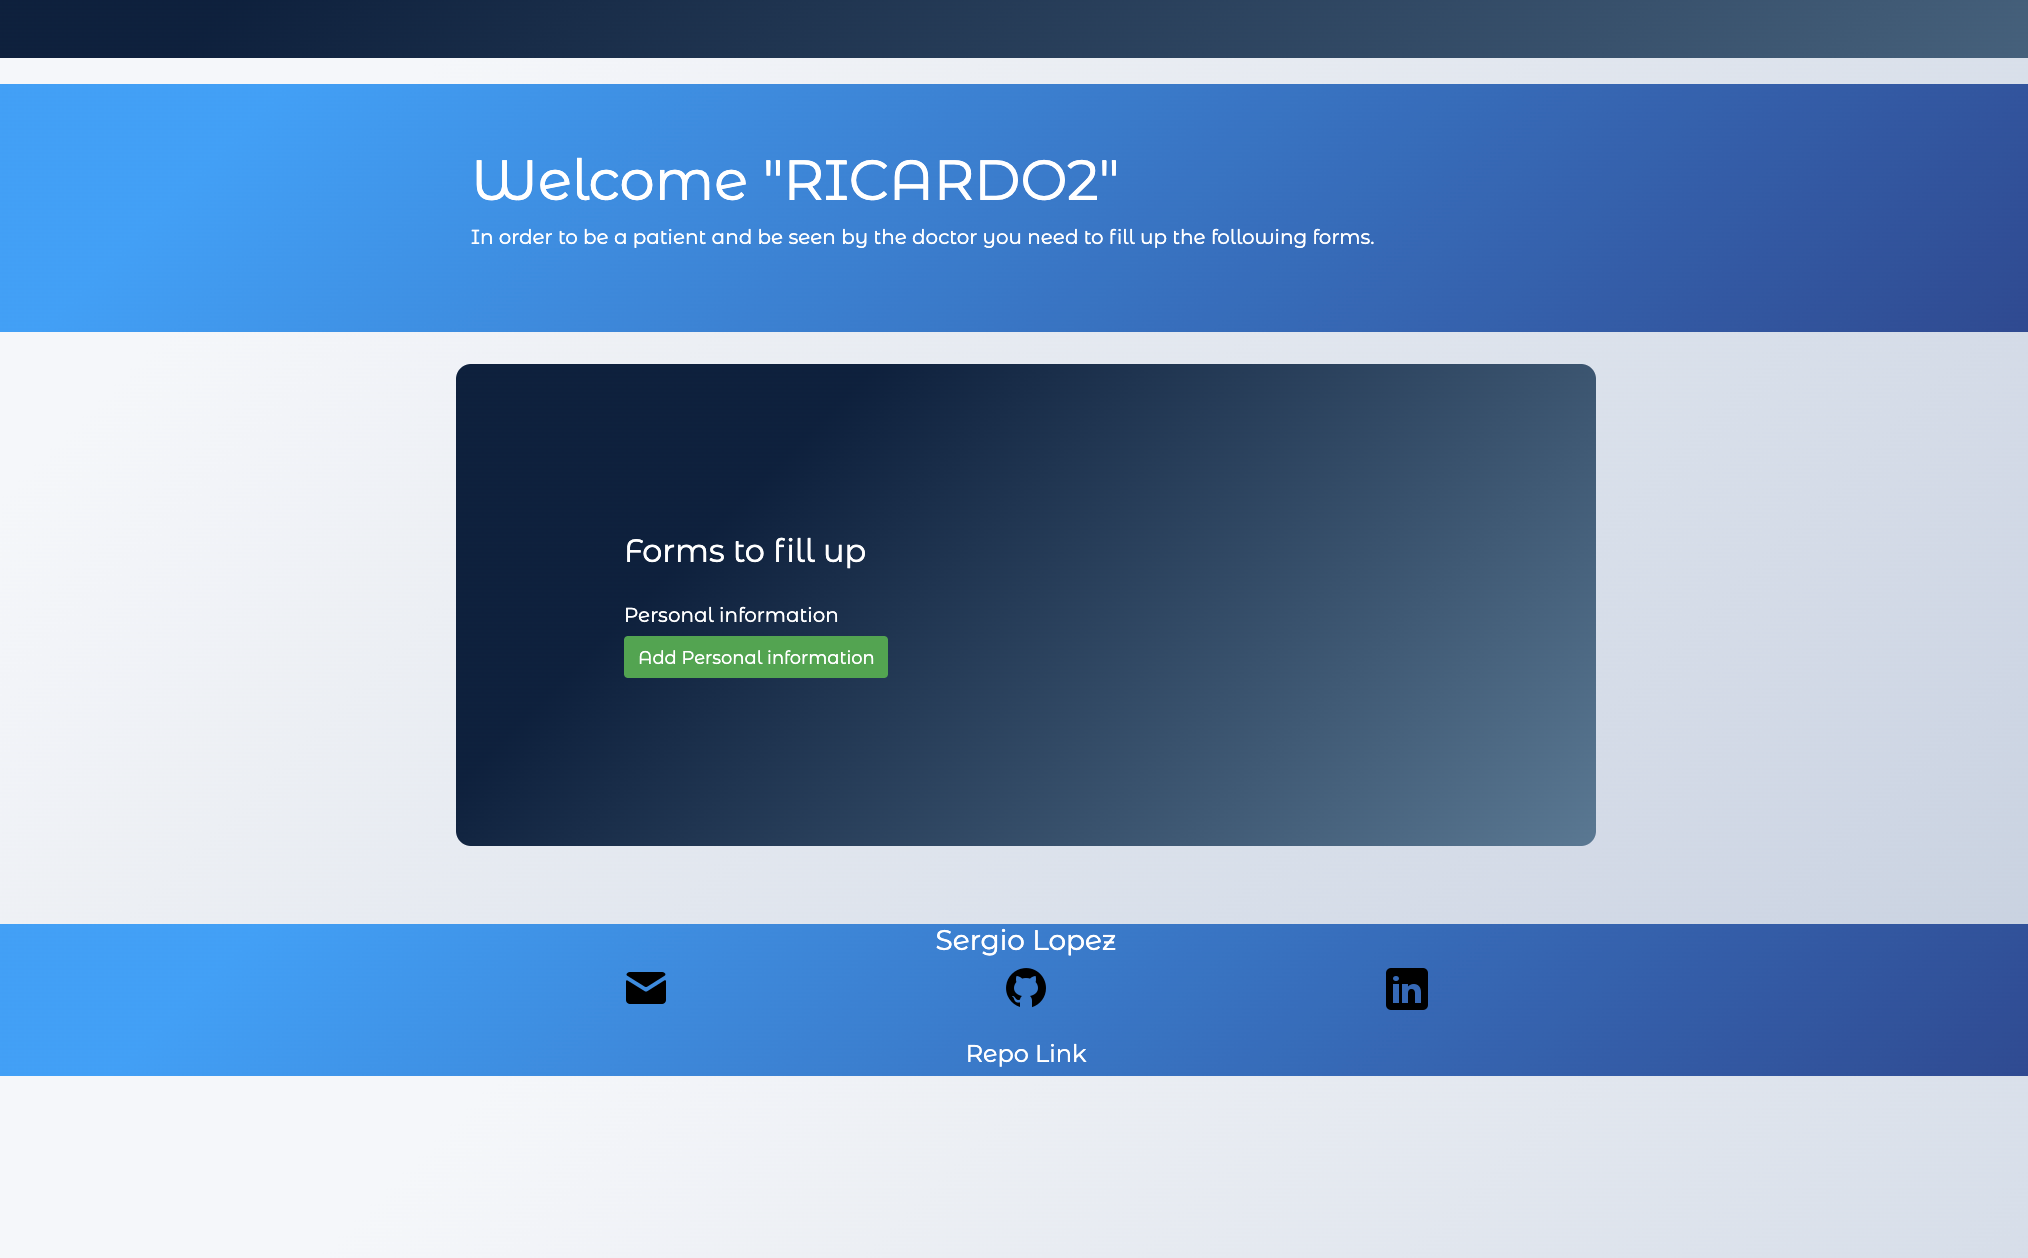 Welcome "RICARDO2"
In order to be a patient and be seen by the doctor you need to fill up the following forms.
Forms to fill up
Personal information
Add Personal information
Sergio Lopez
in
Repo Link